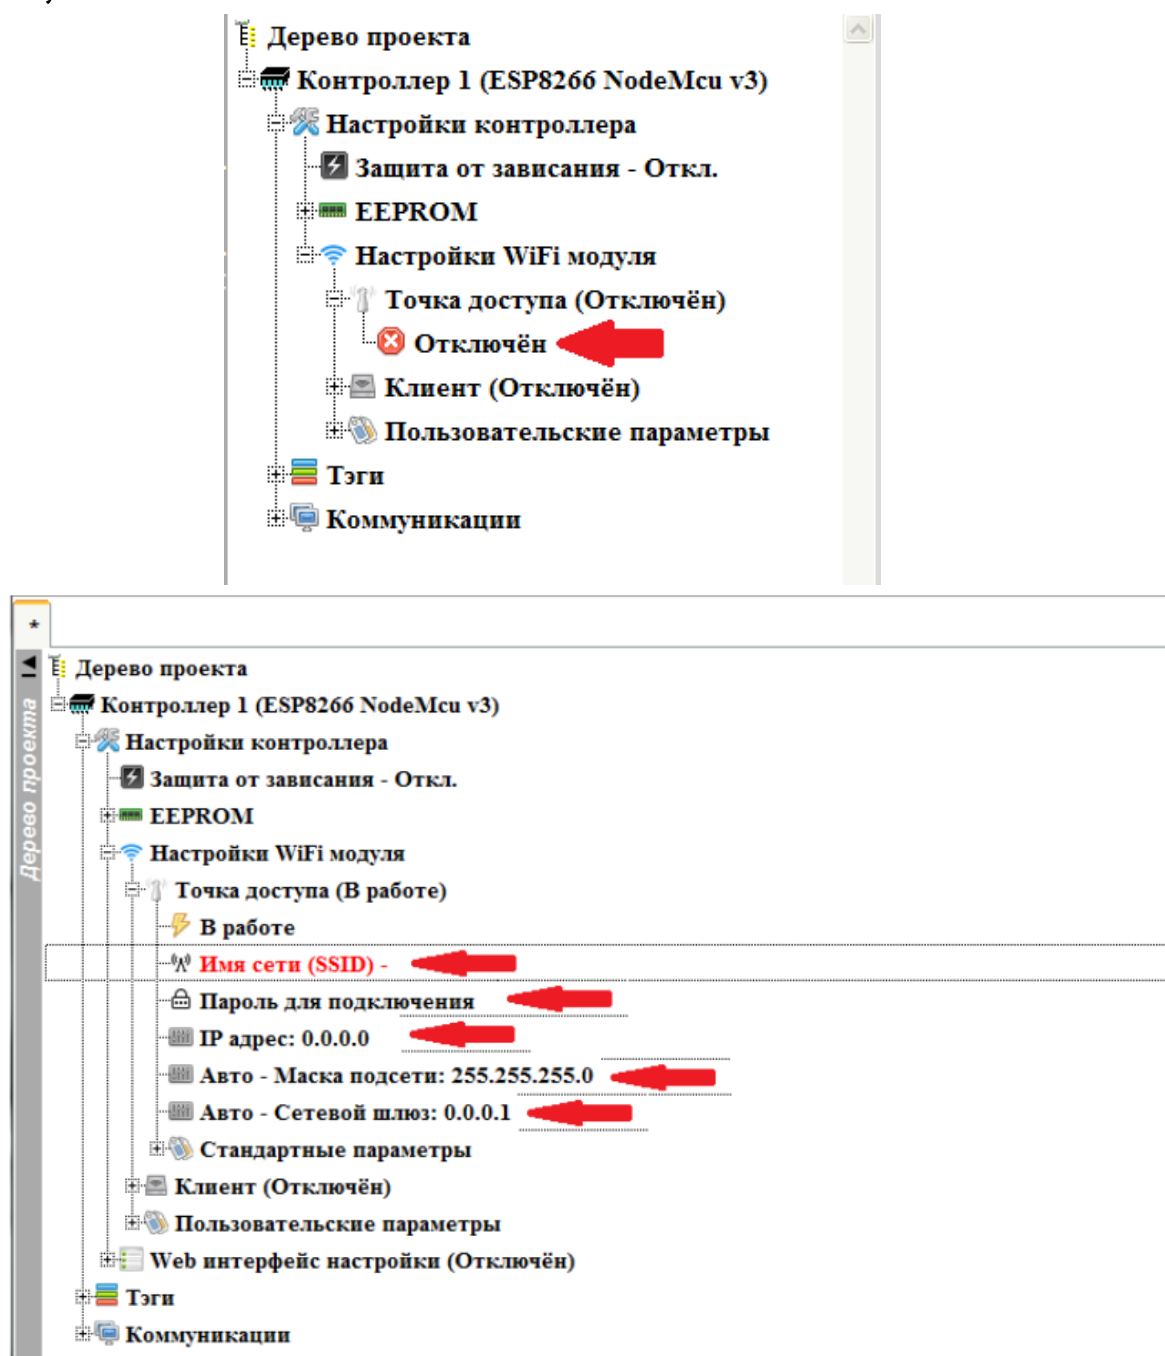 Дерево проекта
Контроллер 1 (ESP8266 NodeMcu v3)
Настройки контроллера
Защита от зависания - Откл.
EEPROM
Настройки WiFi модуля
Точка доступа (Отключён)
Отключён
Клиент (Отключён)
Пользовательские параметры
Тэги
Коммуникации
*
Дерево проекта
Дерево проекта
Контроллер 1 (ESP8266 NodeMcu v3)
Настройки контроллера
Защита от зависания - Откл.
EEPROM
Настройки WiFi модуля
Точка доступа (В работе)
В работе
Имя сети (SSID) -
Пароль для подключения
IP адрес: 0.0.0.0
Авто - Маска подсети: 255.255.255.0
Авто - Сетевой шлюз: 0.0.0.1
Стандартные параметры
Клиент (Отключён)
Пользовательские параметры
Web интерфейс настройки (Отключён)
Тэги
Коммуникации